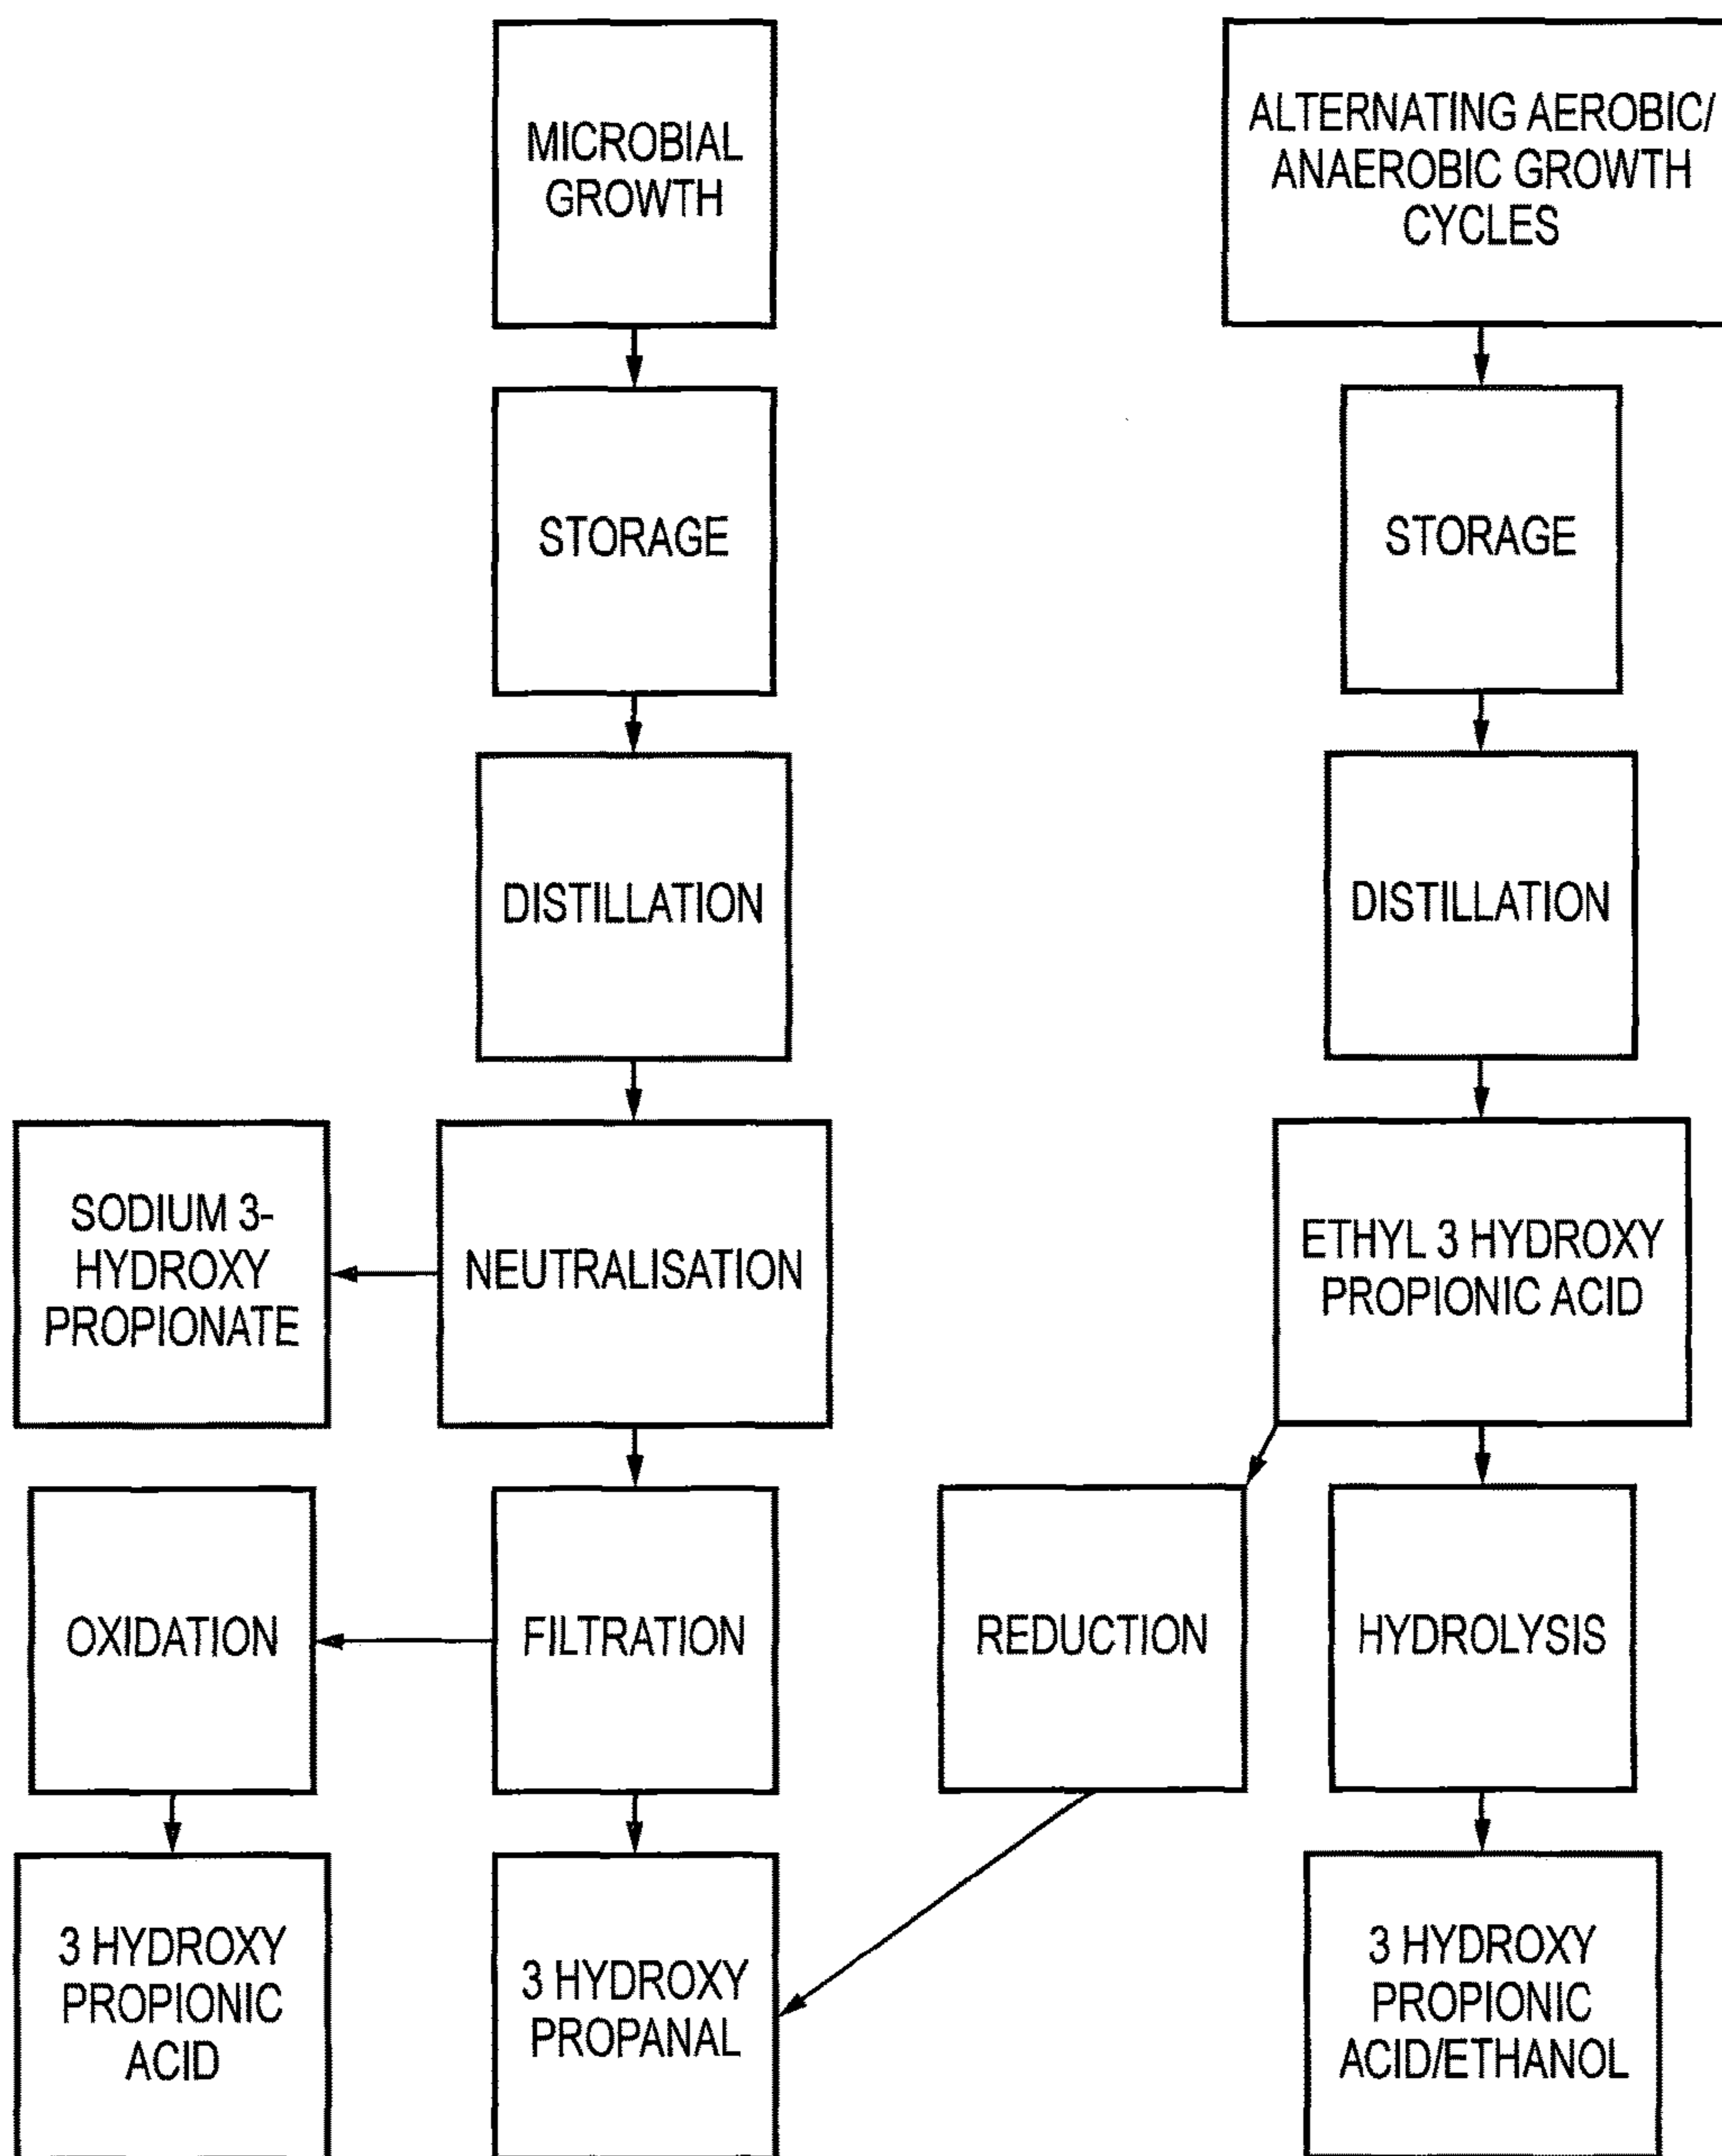 MICROBIAL
GROWTH
ALTERNATING AEROBIC/
ANAEROBIC GROWTH
CYCLES
STORAGE
STORAGE
DISTILLATION
DISTILLATION
SODIUM 3-
HYDROXY
PROPIONATE
NEUTRALISATION
ETHYL 3 HYDROXY
PROPIONIC ACID
OXIDATION
FILTRATION
REDUCTION
HYDROLYSIS
3 HYDROXY
PROPIONIC
ACID
3 HYDROXY
PROPANAL
3 HYDROXY
PROPIONIC
ACID/ETHANOL